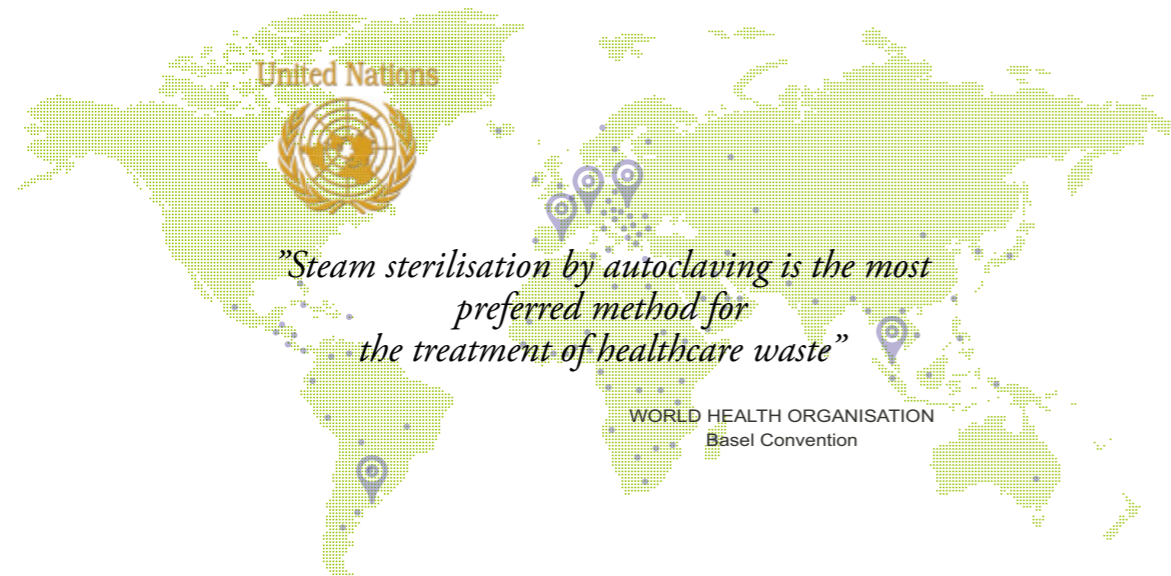 United Nations
”Steam sterilisation by autoclaving is the most
preferred method for
the treatment of healthcare waste”
WORLD HEALTH ORGANISATION
Basel Convention